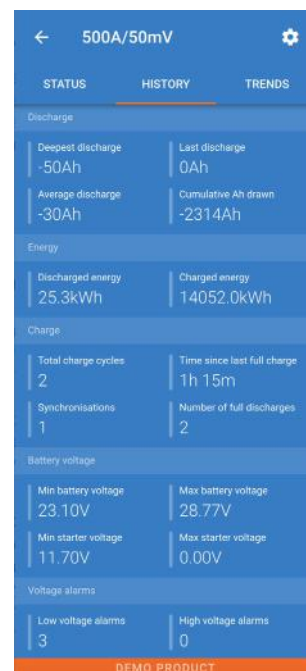 500A/50mV
STATUS HISTORY TRENDS
Discharge
Deepest discharge Last discharge
-50Ah 0Ah
Average discharge Cumulative Ah drawn
-30Ah -2314Ah
Energy
Discharged energy Charged energy
25.3kWh 14052.0kWh
Charge
Total charge cycles Time since last full charge
2 1h 15m
Synchronisations Number of full discharges
1 2
Battery voltage
Min battery voltage Max battery voltage
23.10V 28.77V
Min starter voltage Max starter voltage
11.70V 0.00V
Voltage alarms
Low voltage alarms High voltage alarms
3 0
DEMO PRODUCT